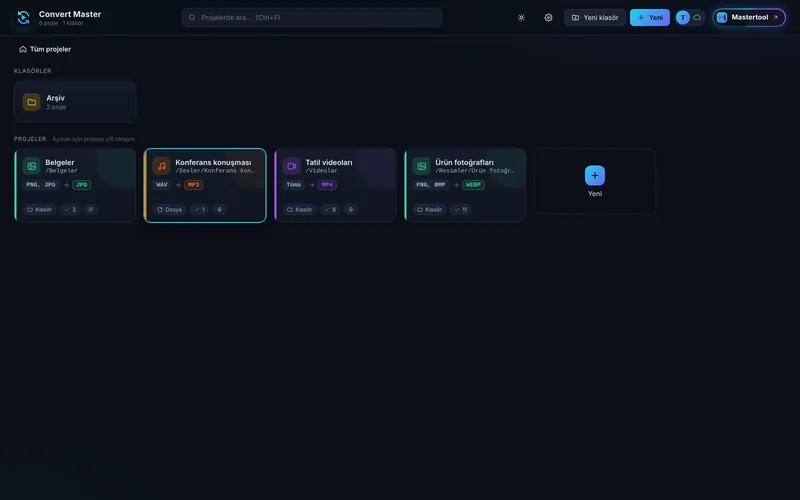 Convert Master
6 proje · 1 klasör
Projelerde ara... (Ctrl+F)
Yeni klasör
+ Yeni
T
Mastertool ↗
Tüm projeler
KLASÖRLER
Arşiv
2 proje
PROJELER Açmak için projeye çift tıklayın
Belgeler
/Belgeler
PNG, JPG → JPG
Klasör ✓ 3
Konferans konuşması
/Sesler/Konferans kon…
WAV → MP3
Dosya ✓ 1
Tatil videoları
/Videolar
Tümü → MP4
Klasör ✓ 8
Ürün fotoğrafları
/Resimler/Ürün fotoğr…
PNG, BMP → WEBP
Klasör ✓ 11
Yeni